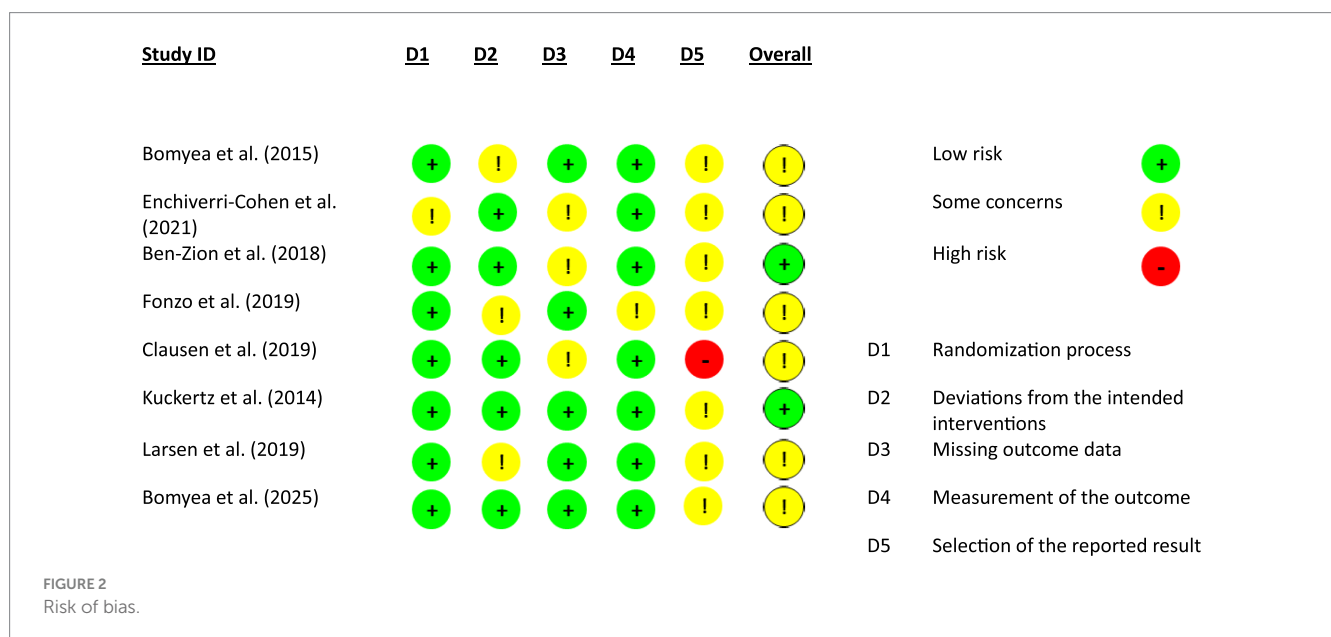 Study ID D1 D2 D3 D4 D5 Overall
Bomyea et al. (2015) + ! + + ! !
Low risk +
Enchiverri-Cohen et al.
(2021) ! + ! + ! !
Some concerns !
Ben-Zion et al. (2018) + + ! + ! +
High risk -
Fonzo et al. (2019) + ! + ! ! !
Clausen et al. (2019) + + ! + - !
D1 Randomization process
Kuckertz et al. (2014) + + + + ! +
D2 Deviations from the intended
interventions
Larsen et al. (2019) + ! + + ! !
D3 Missing outcome data
Bomyea et al. (2025) + + + + ! !
D4 Measurement of the outcome
D5 Selection of the reported result
FIGURE 2
Risk of bias.